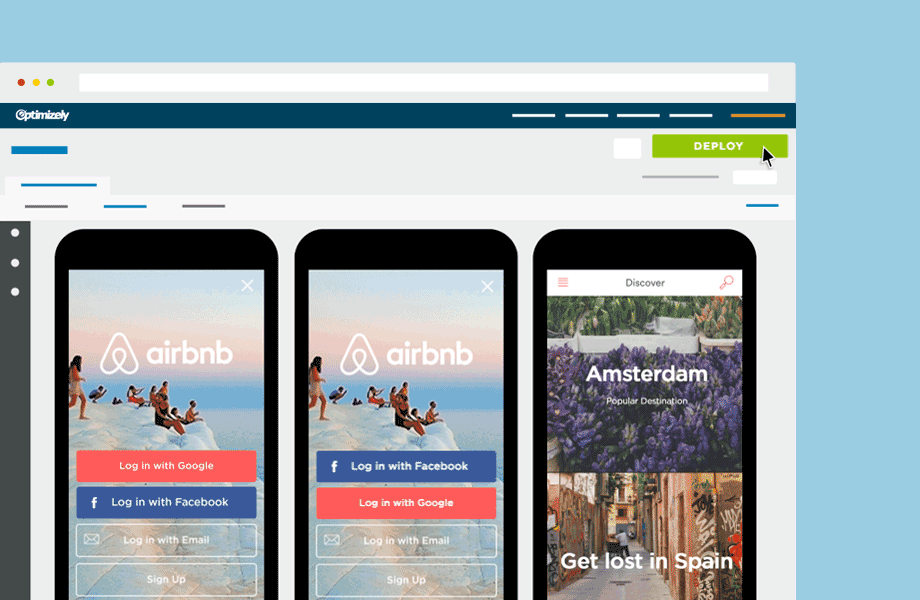 Optimizely
DEPLOY
airbnb
Log in with Google
f Log in with Facebook
Log in with Email
Sign Up
airbnb
f Log in with Facebook
Log in with Google
Log in with Email
Sign Up
Discover
Amsterdam
Popular Destination
Get lost in Spain